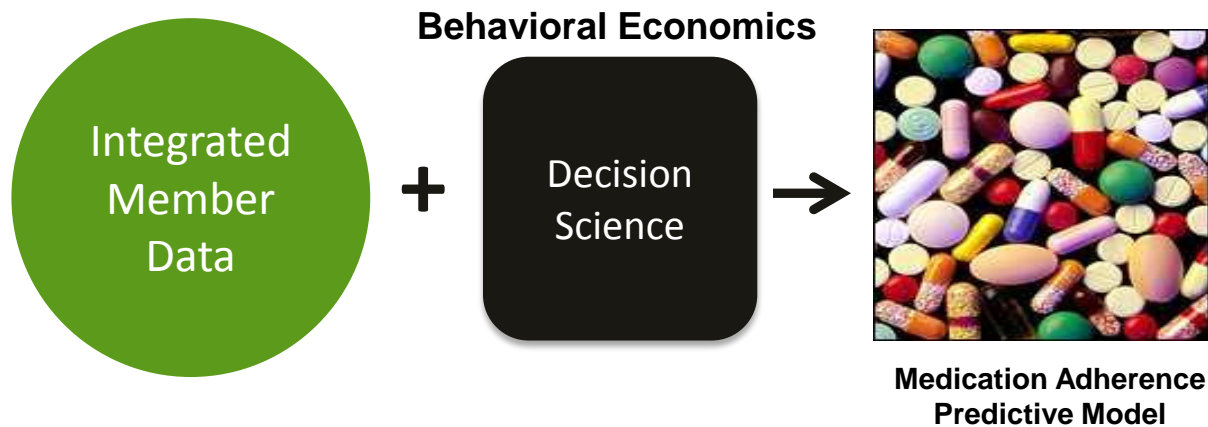 Behavioral Economics
Integrated
Member
Data
+
Decision
Science
Medication Adherence
Predictive Model